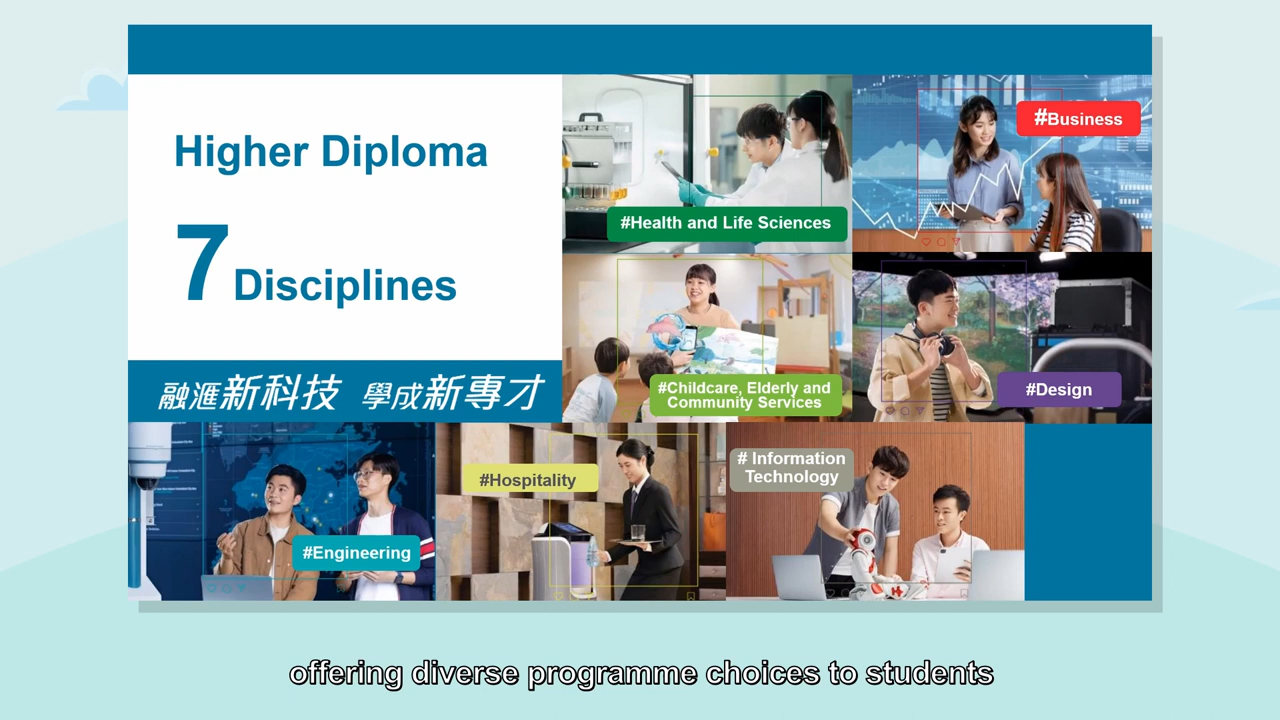 Higher Diploma
7 Disciplines
融滙新科技 學成新專才
#Health and Life Sciences
#Business
#Childcare, Elderly and
Community Services
#Design
#Engineering
#Hospitality
# Information
Technology
offering diverse programme choices to students